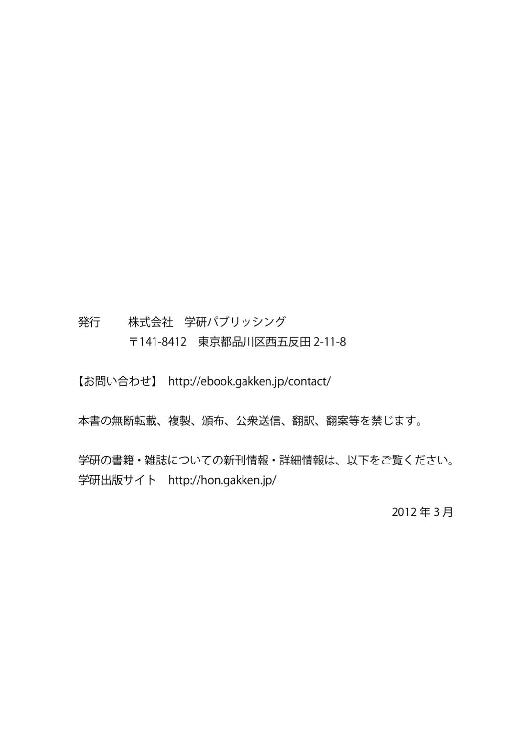 発行　　株式会社　学研パブリッシング
〒141-8412　東京都品川区西五反田 2-11-8
【お問い合わせ】　http://ebook.gakken.jp/contact/
本書の無断転載、複製、頒布、公衆送信、翻訳、翻案等を禁じます。
学研の書籍・雑誌についての新刊情報・詳細情報は、以下をご覧ください。
学研出版サイト　http://hon.gakken.jp/
2012 年 3 月